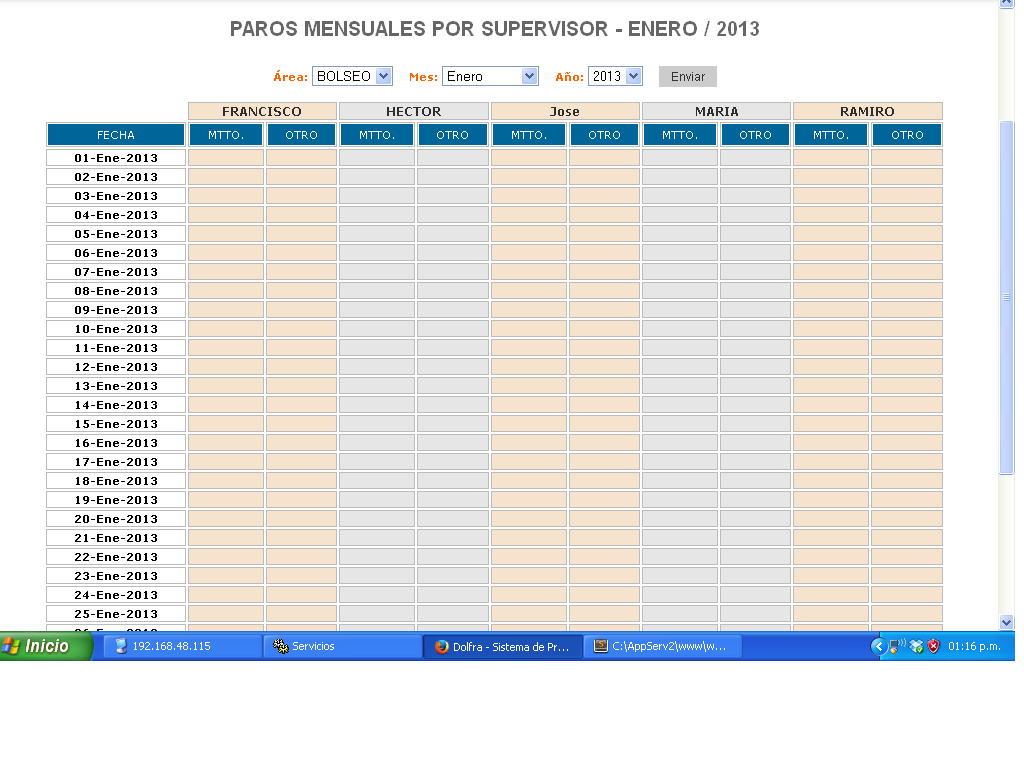 PAROS MENSUALES POR SUPERVISOR - ENERO / 2013
Área: BOLSEO Mes: Enero Año: 2013 Enviar
FRANCISCO HECTOR Jose MARIA RAMIRO
FECHA MTTO. OTRO MTTO. OTRO MTTO. OTRO MTTO. OTRO MTTO. OTRO
01-Ene-2013
02-Ene-2013
03-Ene-2013
04-Ene-2013
05-Ene-2013
06-Ene-2013
07-Ene-2013
08-Ene-2013
09-Ene-2013
10-Ene-2013
11-Ene-2013
12-Ene-2013
13-Ene-2013
14-Ene-2013
15-Ene-2013
16-Ene-2013
17-Ene-2013
18-Ene-2013
19-Ene-2013
20-Ene-2013
21-Ene-2013
22-Ene-2013
23-Ene-2013
24-Ene-2013
25-Ene-2013
Inicio 192.168.48.115 Servicios Dolfra - Sistema de Pr... C:\AppServ2\www\w... 01:16 p.m.